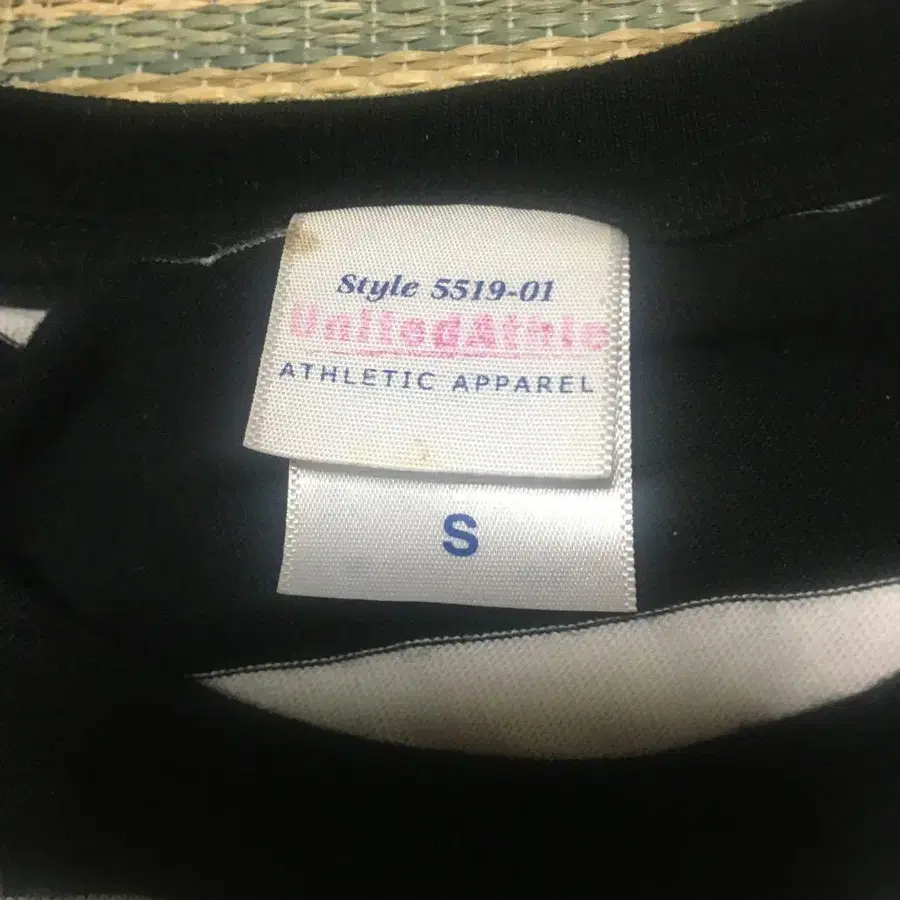 Style 5519-01
UnitedAthle
ATHLETIC APPAREL
S